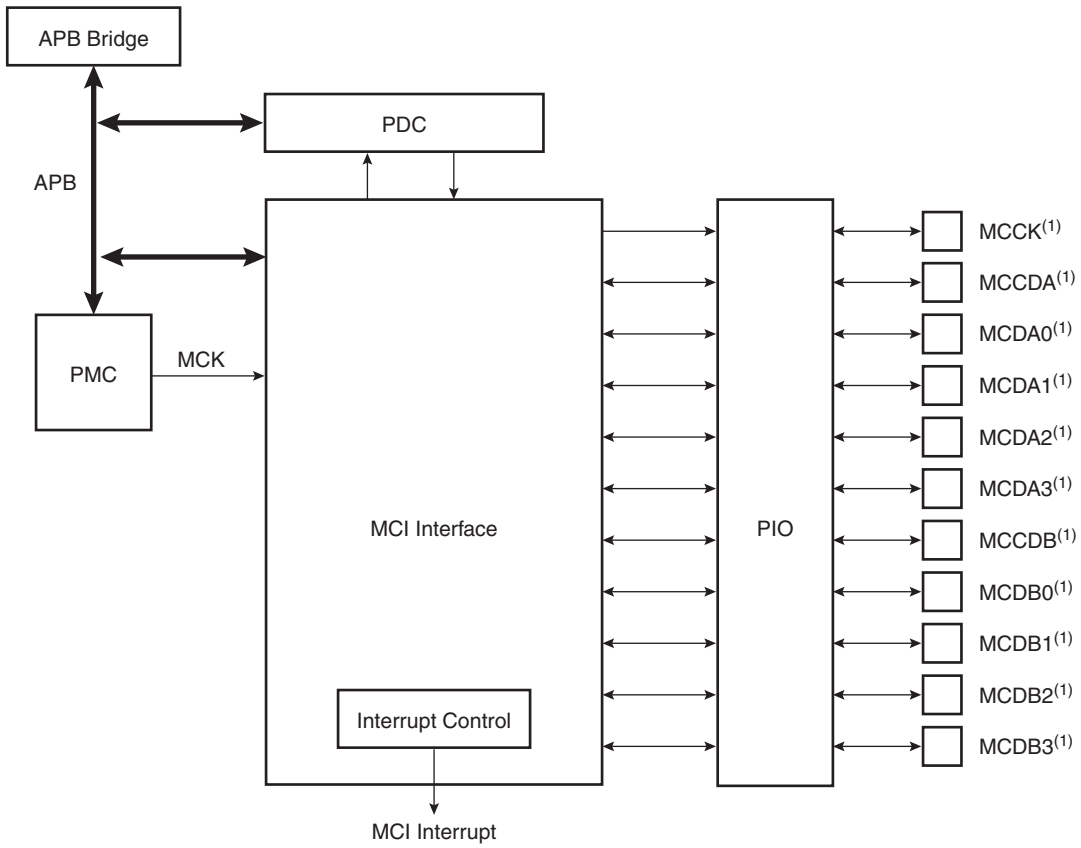 APB Bridge
PDC
APB
MCCK(1)
MCCDA(1)
MCDA0(1)
PMC
MCK
MCDA1(1)
MCDA2(1)
MCDA3(1)
MCI Interface
PIO
MCCDB(1)
MCDB0(1)
MCDB1(1)
MCDB2(1)
Interrupt Control
MCDB3(1)
MCI Interrupt